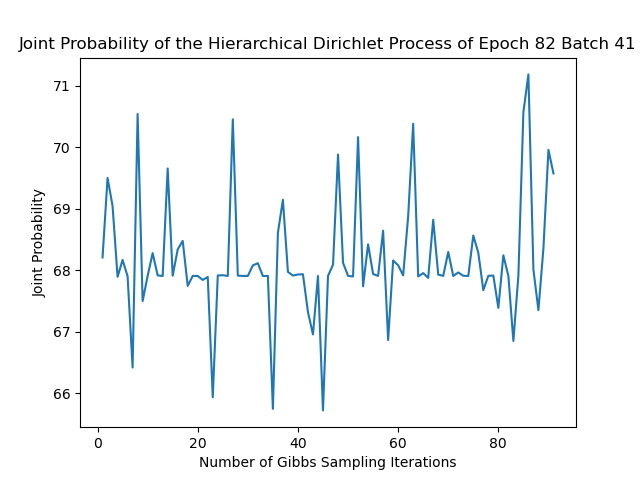 Joint Probability of the Hierarchical Dirichlet Process of Epoch 82 Batch 41
71
70
69
68
67
66
Joint Probability
0 20 40 60 80
Number of Gibbs Sampling Iterations